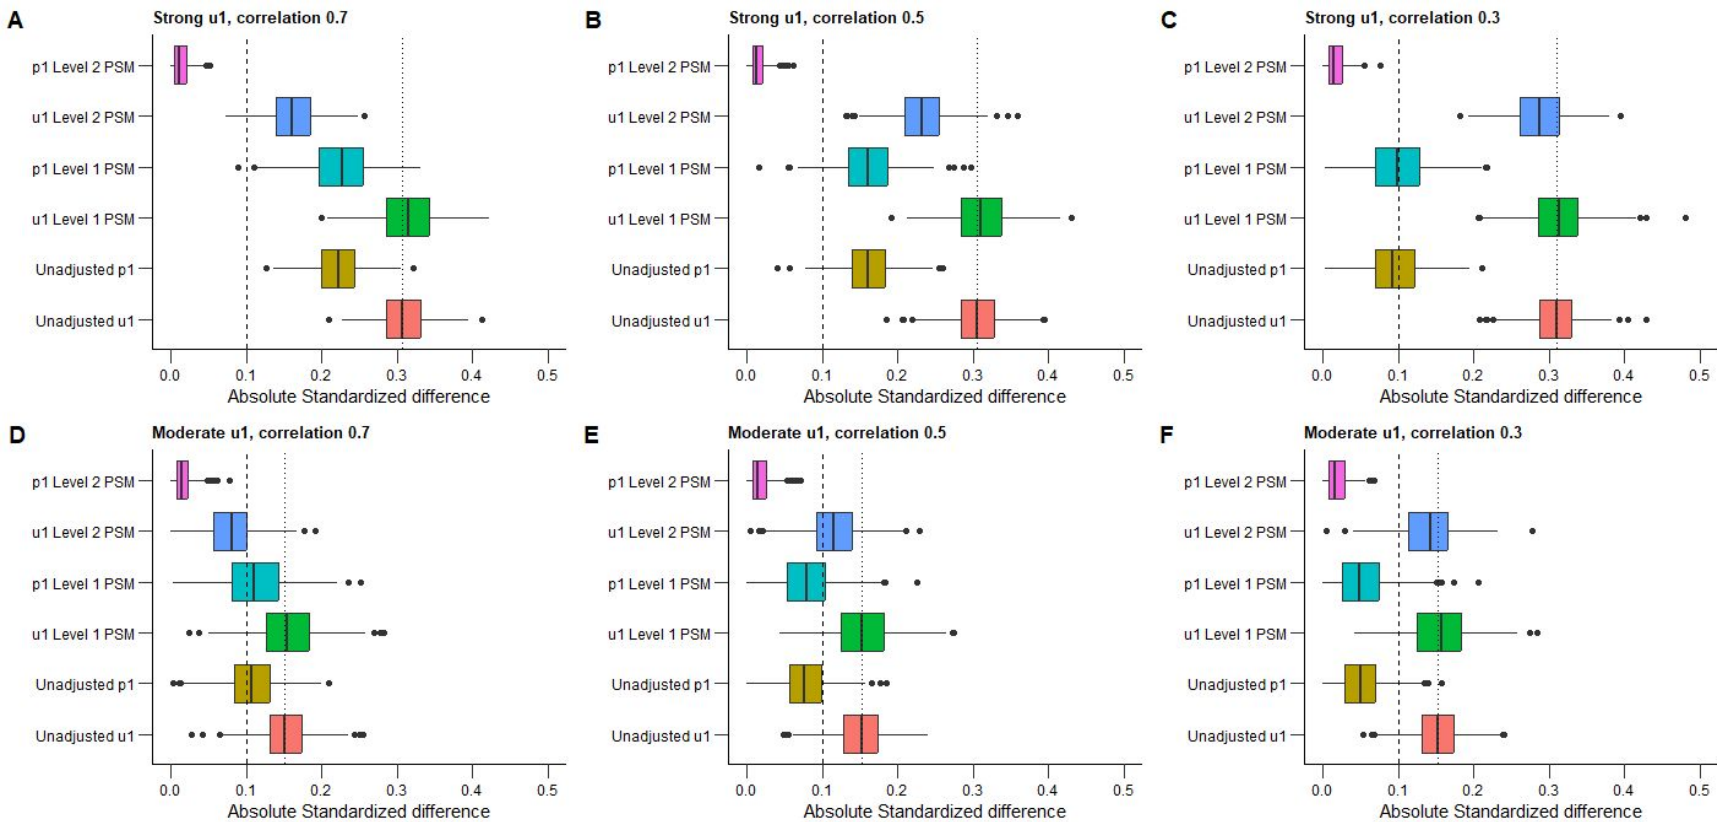 A
Strong u1, correlation 0.7
p1 Level 2 PSM
u1 Level 2 PSM
p1 Level 1 PSM
u1 Level 1 PSM
Unadjusted p1
Unadjusted u1
0.0 0.1 0.2 0.3 0.4 0.5
Absolute Standardized difference
B
Strong u1, correlation 0.5
p1 Level 2 PSM
u1 Level 2 PSM
p1 Level 1 PSM
u1 Level 1 PSM
Unadjusted p1
Unadjusted u1
0.0 0.1 0.2 0.3 0.4 0.5
Absolute Standardized difference
C
Strong u1, correlation 0.3
p1 Level 2 PSM
u1 Level 2 PSM
p1 Level 1 PSM
u1 Level 1 PSM
Unadjusted p1
Unadjusted u1
0.0 0.1 0.2 0.3 0.4 0.5
Absolute Standardized difference
D
Moderate u1, correlation 0.7
p1 Level 2 PSM
u1 Level 2 PSM
p1 Level 1 PSM
u1 Level 1 PSM
Unadjusted p1
Unadjusted u1
0.0 0.1 0.2 0.3 0.4 0.5
Absolute Standardized difference
E
Moderate u1, correlation 0.5
p1 Level 2 PSM
u1 Level 2 PSM
p1 Level 1 PSM
u1 Level 1 PSM
Unadjusted p1
Unadjusted u1
0.0 0.1 0.2 0.3 0.4 0.5
Absolute Standardized difference
F
Moderate u1, correlation 0.3
p1 Level 2 PSM
u1 Level 2 PSM
p1 Level 1 PSM
u1 Level 1 PSM
Unadjusted p1
Unadjusted u1
0.0 0.1 0.2 0.3 0.4 0.5
Absolute Standardized difference